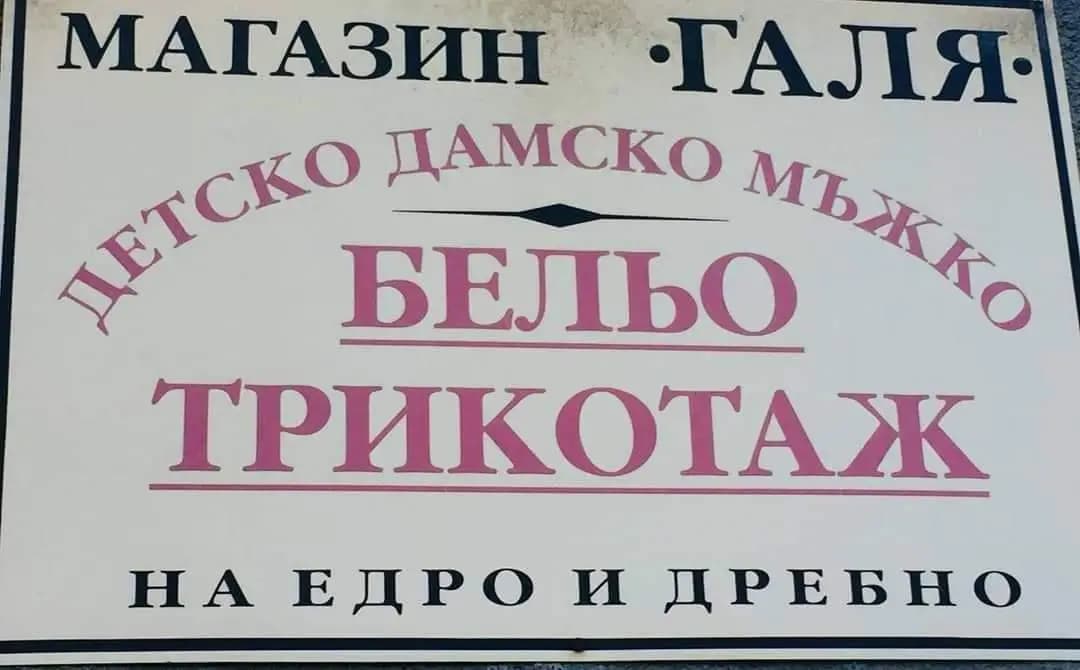 МАГАЗИН •ГАЛЯ•
ДЕТСКО ДАМСКО МЪЖКО
БЕЛЬО
ТРИКОТАЖ
НА ЕДРО И ДРЕБНО